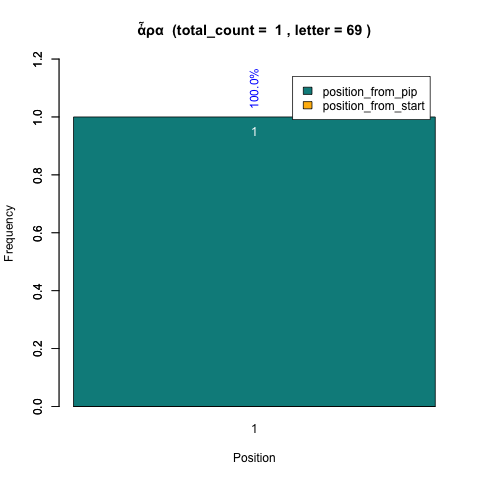 ἆρα (total_count = 1 , letter = 69 )
100.0%
position_from_pip
position_from_start
1
Frequency
1.2
1.0
0.8
0.6
0.4
0.2
0.0
1
Position